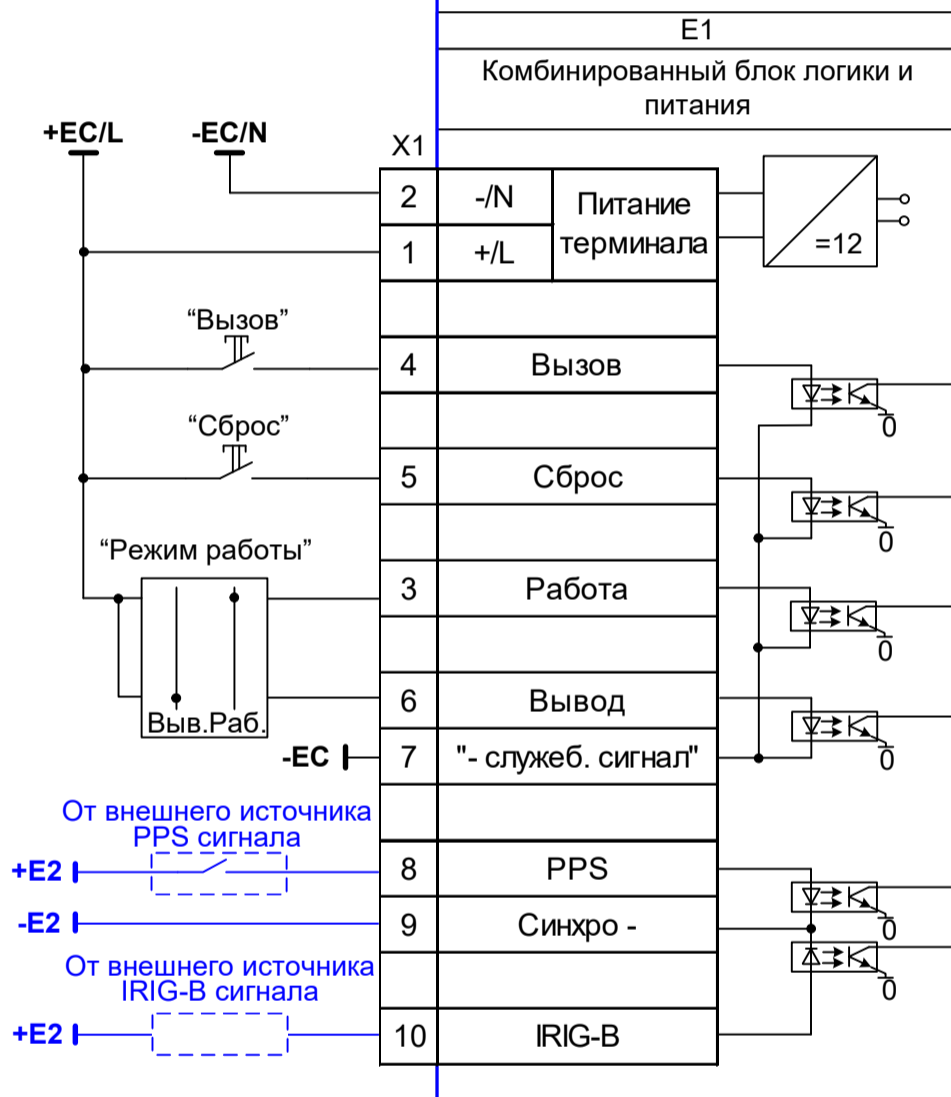 E1
Комбинированный блок логики и
питания
+EC/L
-EC/N
X1
2
-/N
Питание
терминала
1
+/L
=12
“Вызов”
4
Вызов
0
“Сброс”
5
Сброс
0
“Режим работы”
3
Работа
0
Выв.Раб.
6
Вывод
0
-EC
7
"- служеб. сигнал"
От внешнего источника
PPS сигнала
+E2
8
PPS
0
-E2
9
Синхро -
0
От внешнего источника
IRIG-B сигнала
+E2
10
IRIG-B